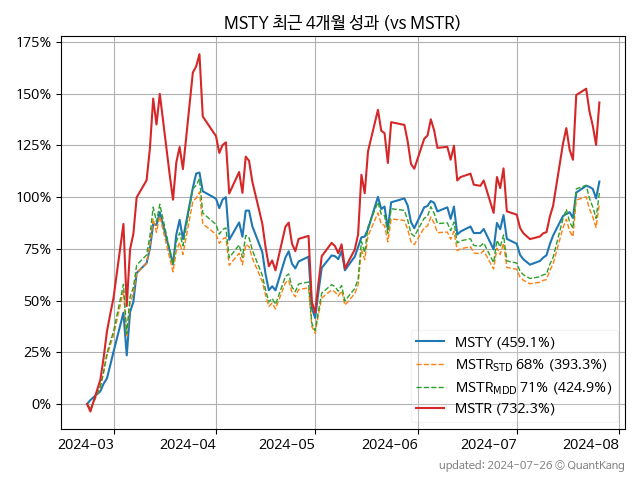 MSTY 최근 4개월 성과 (vs MSTR)
175%
150%
125%
100%
75%
50%
25%
0%
MSTY (459.1%)
MSTR_STD 68% (393.3%)
MSTR_MDD 71% (424.9%)
MSTR (732.3%)
2024-03 2024-04 2024-05 2024-06 2024-07 2024-08
updated: 2024-07-26 © QuantKang